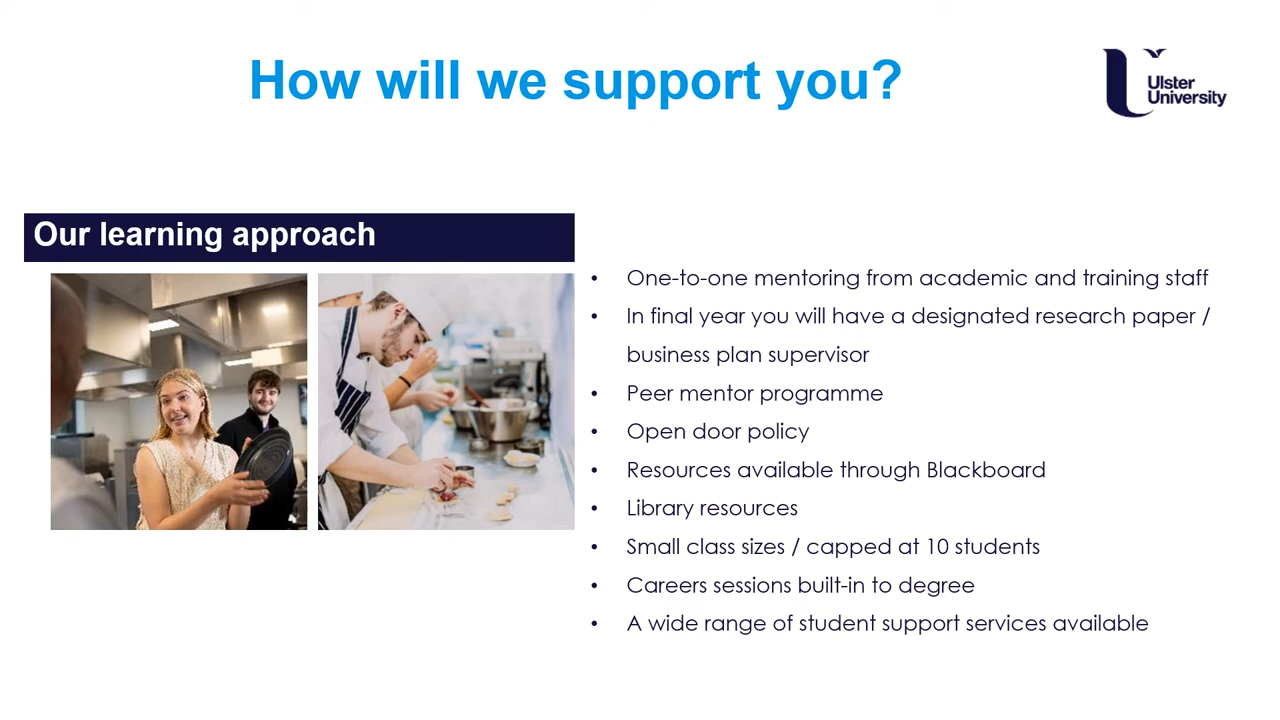 How will we support you?
Ulster
University
Our learning approach
• One-to-one mentoring from academic and training staff
• In final year you will have a designated research paper /
business plan supervisor
• Peer mentor programme
• Open door policy
• Resources available through Blackboard
• Library resources
• Small class sizes / capped at 10 students
• Careers sessions built-in to degree
• A wide range of student support services available